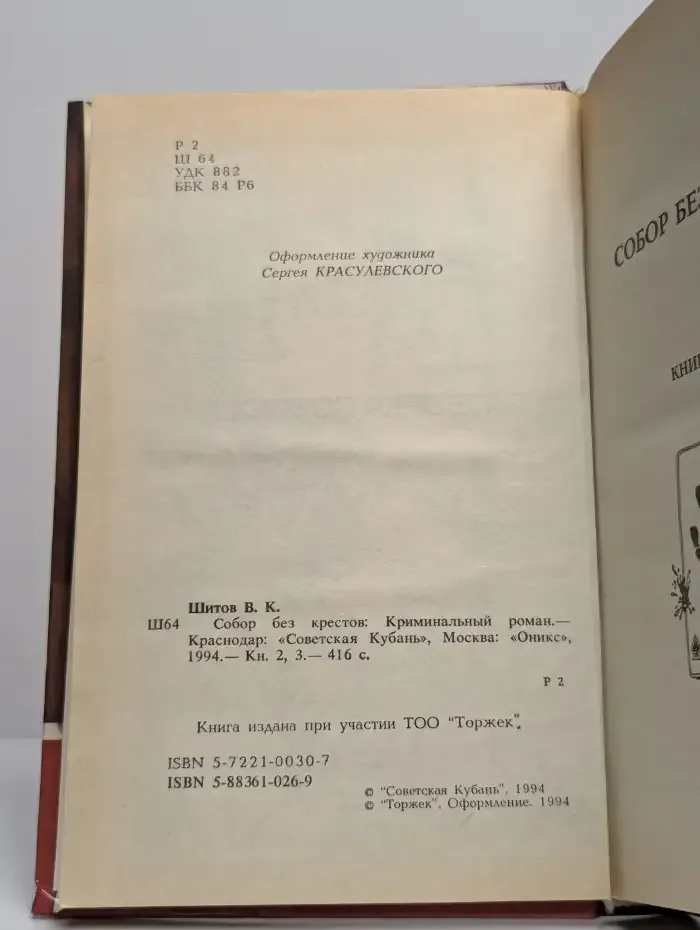 Р 2
Ш 64
УДК 882
ББК 84 Р6
Оформление художника
Сергея КРАСУЛЕВСКОГО
Шитов В. К.
Ш64 Собор без крестов: Криминальный роман.—
Краснодар: «Советская Кубань», Москва: «Оникс»,
1994.— Кн. 2, 3.— 416 с.
Р 2
Книга издана при участии ТОО "Торжек".
ISBN 5-7221-0030-7
ISBN 5-88361-026-9
© "Советская Кубань", 1994
© "Торжек", Оформление. 1994
СОБОР БЕЗ